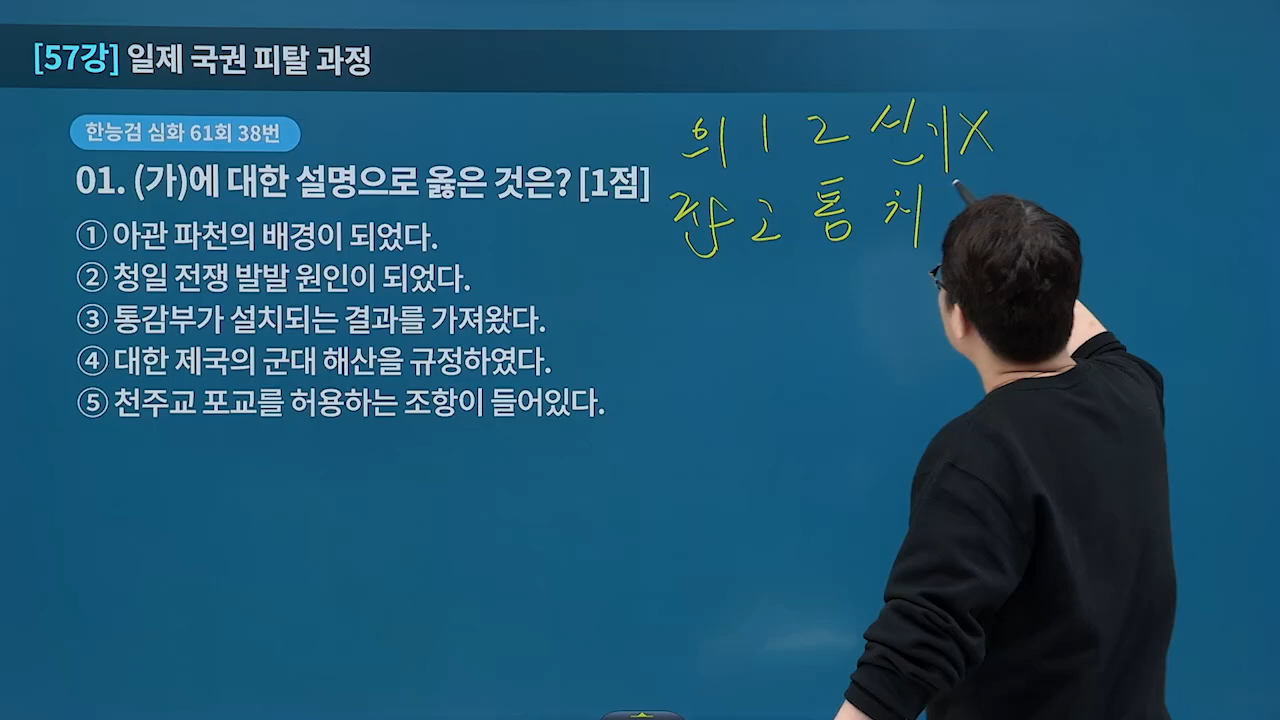 [57강] 일제 국권 피탈 과정
한능검 심화 61회 38번
01. (가)에 대한 설명으로 옳은 것은? [1점]
① 아관 파천의 배경이 되었다.
② 청일 전쟁 발발 원인이 되었다.
③ 통감부가 설치되는 결과를 가져왔다.
④ 대한 제국의 군대 해산을 규정하였다.
⑤ 천주교 포교를 허용하는 조항이 들어있다.
의 1 2 신 기 X
고 통 치